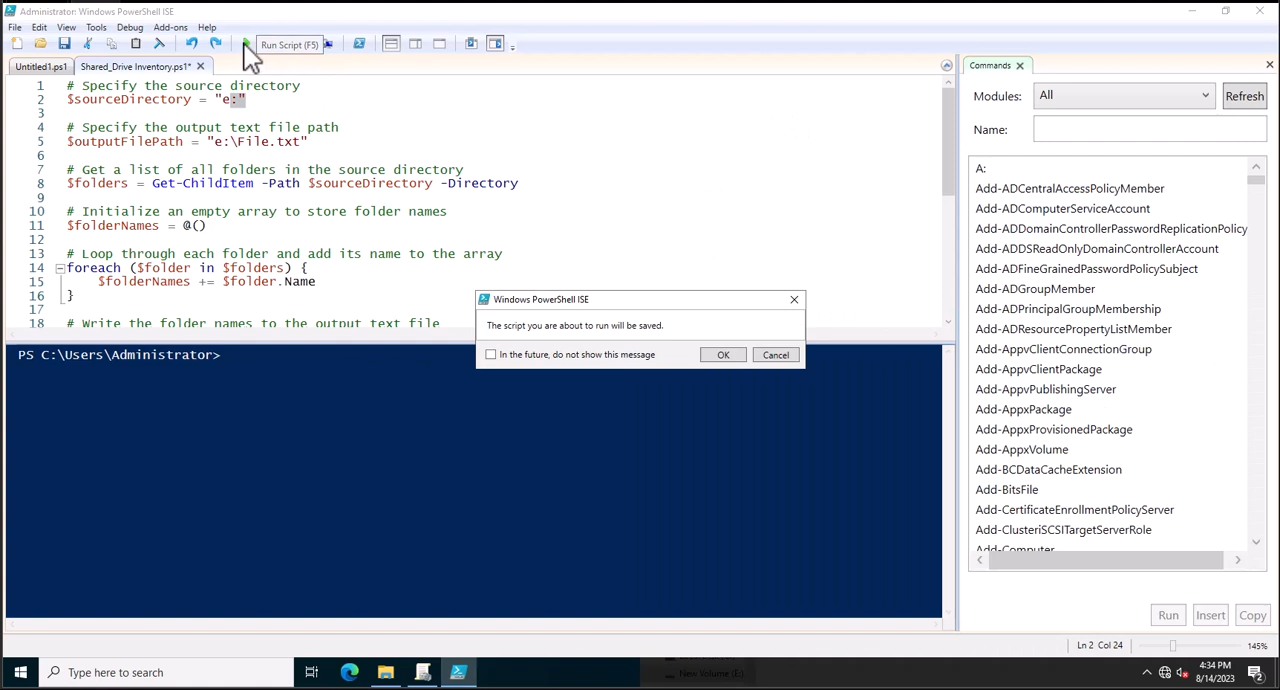 Administrator: Windows PowerShell ISE
File Edit View Tools Debug Add-ons Help
Run Script (F5)
Untitled1.ps1 Shared_Drive Inventory.ps1*
1 # Specify the source directory
2 $sourceDirectory = "e:"
3
4 # Specify the output text file path
5 $outputFilePath = "e:\File.txt"
6
7 # Get a list of all folders in the source directory
8 $folders = Get-ChildItem -Path $sourceDirectory -Directory
9
10 # Initialize an empty array to store folder names
11 $folderNames = @()
12
13 # Loop through each folder and add its name to the array
14 foreach ($folder in $folders) {
15 $folderNames += $folder.Name
16 }
17
18 # Write the folder names to the output text file
Windows PowerShell ISE
The script you are about to run will be saved.
In the future, do not show this message
OK Cancel
PS C:\Users\Administrator>
Commands
Modules: All Refresh
Name:
A:
Add-ADCentralAccessPolicyMember
Add-ADComputerServiceAccount
Add-ADDomainControllerPasswordReplicationPolicy
Add-ADDSReadOnlyDomainControllerAccount
Add-ADFineGrainedPasswordPolicySubject
Add-ADGroupMember
Add-ADPrincipalGroupMembership
Add-ADResourcePropertyListMember
Add-AppvClientConnectionGroup
Add-AppvClientPackage
Add-AppvPublishingServer
Add-AppxPackage
Add-AppxProvisionedPackage
Add-AppxVolume
Add-BCDataCacheExtension
Add-BitsFile
Add-CertificateEnrollmentPolicyServer
Add-ClusteriSCSITargetServerRole
Add-Computer
Run Insert Copy
Ln 2 Col 24 145%
Type here to search
New Volume (E:)
4:34 PM
8/14/2023
2